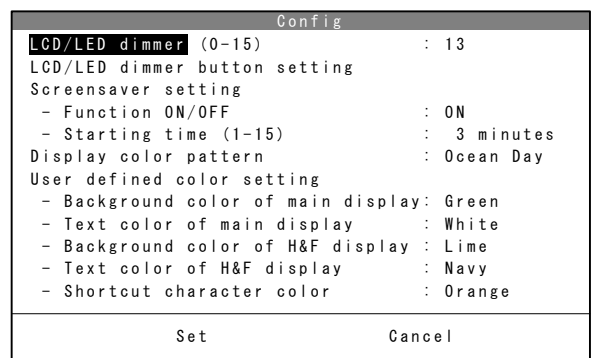 Config
LCD/LED dimmer (0-15) : 13
LCD/LED dimmer button setting
Screensaver setting
- Function ON/OFF : ON
- Starting time (1-15) : 3 minutes
Display color pattern : Ocean Day
User defined color setting
- Background color of main display: Green
- Text color of main display : White
- Background color of H&F display : Lime
- Text color of H&F display : Navy
- Shortcut character color : Orange
Set Cancel